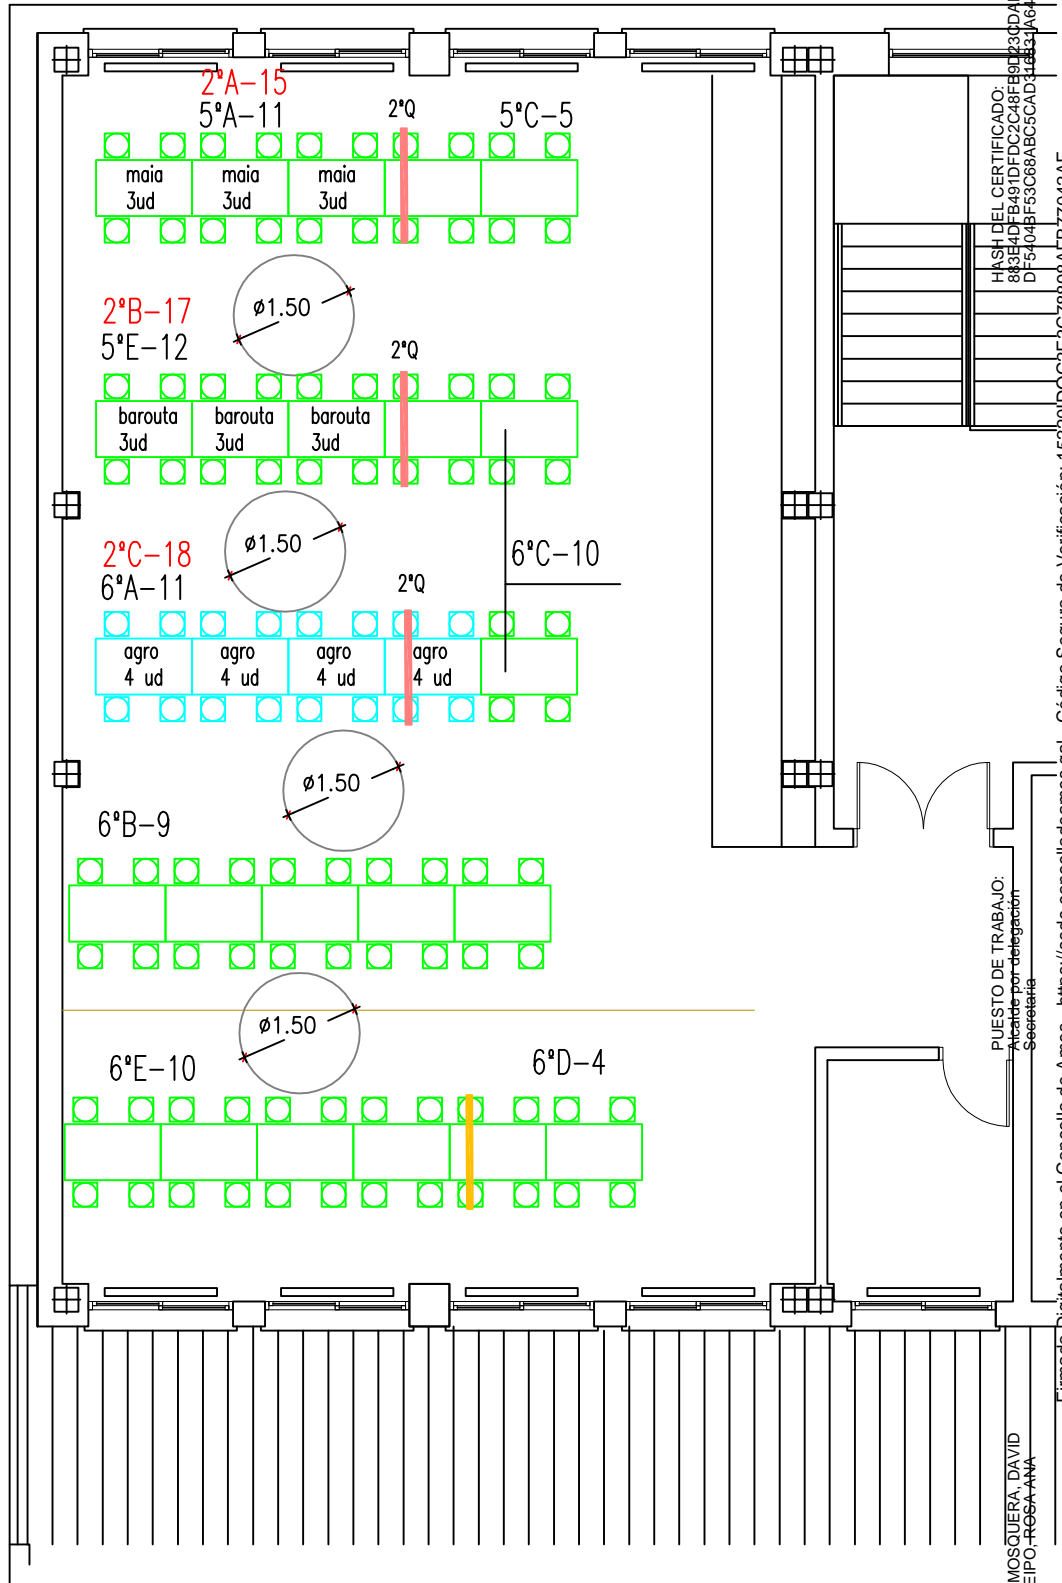 2ºA-15
5ºA-11
2ºQ
5ºC-5
maia
3ud
maia
3ud
maia
3ud
ø1.50
2ºB-17
5ºE-12
2ºQ
barouta
3ud
barouta
3ud
barouta
3ud
ø1.50
2ºC-18
6ºA-11
2ºQ
6ºC-10
agro
4 ud
agro
4 ud
agro
4 ud
agro
4 ud
ø1.50
6ºB-9
ø1.50
6ºE-10
6ºD-4
HASH DEL CERTIFICADO:
PUESTO DE TRABAJO:
Alcalde por delegación
Secretaria
MOSQUERA, DAVID
EIPO, ROSA ANA